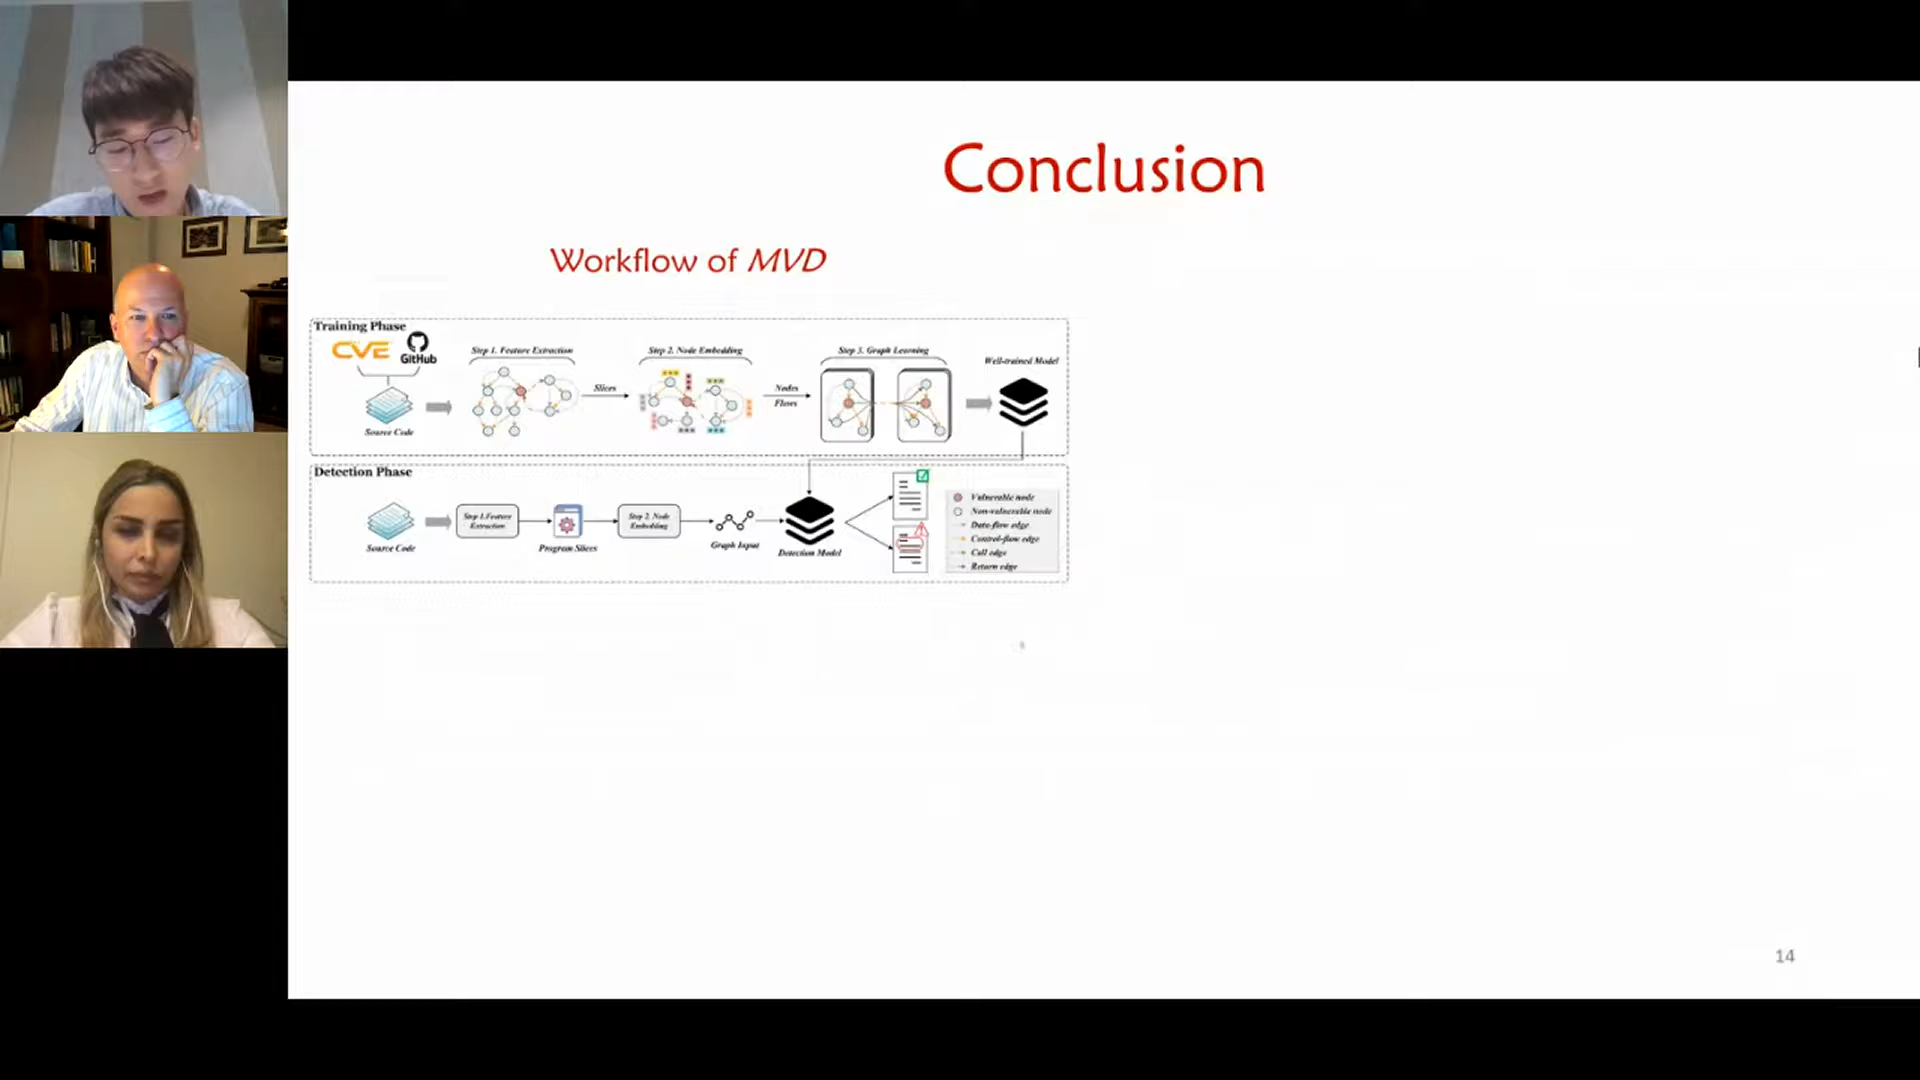 Conclusion
Workflow of MVD
Training Phase
CVE
GitHub
Source Code
Step 1. Feature Extraction
Slices
Step 2. Node Embedding
Nodes
Flows
Step 3. Graph Learning
Well-trained Model
Detection Phase
Source Code
Step 1.Feature
Extraction
Program Slices
Step 2. Node
Embedding
Graph Input
Detection Model
Vulnerable node
Non-vulnerable node
Data-flow edge
Control-flow edge
Call edge
Return edge
14